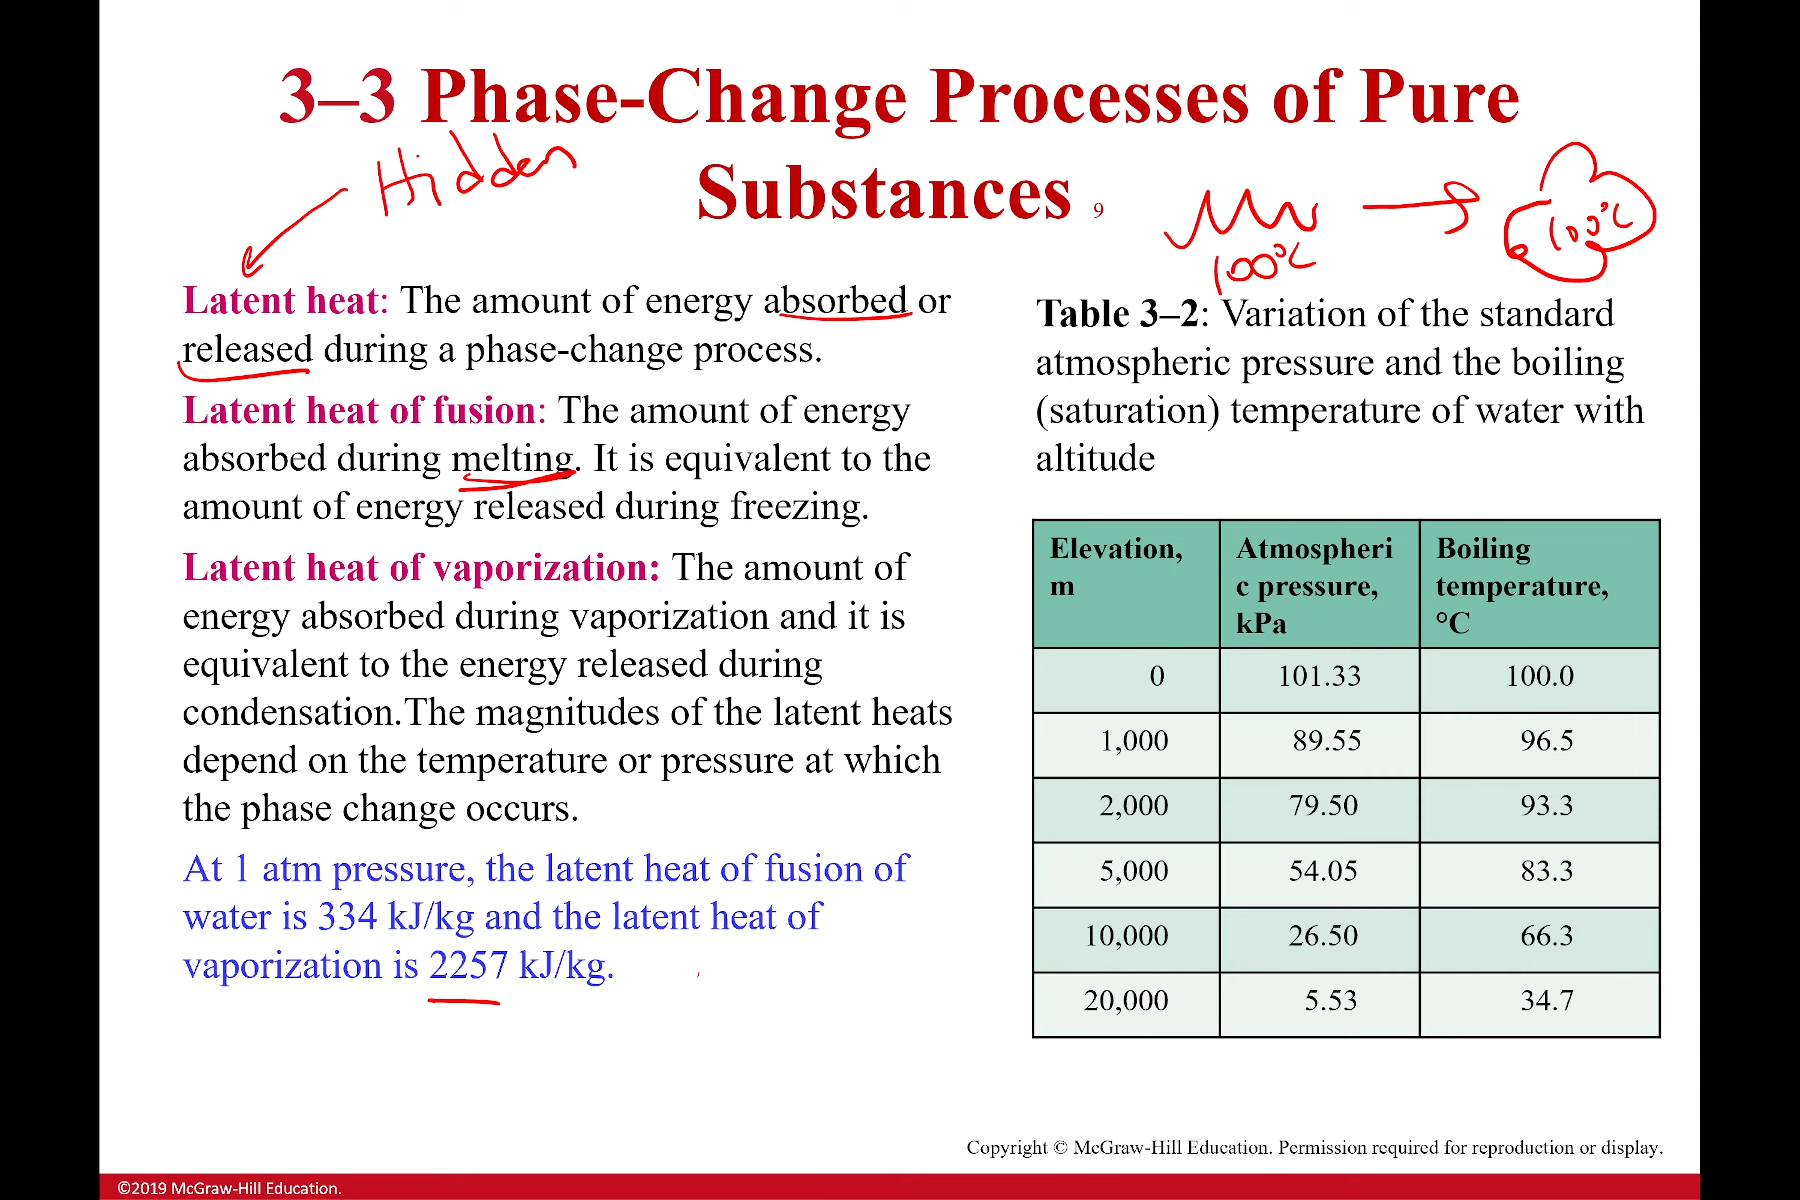 3–3 Phase-Change Processes of Pure
Substances 9
Hidden
100°C
100°C
Latent heat: The amount of energy absorbed or
released during a phase-change process.
Latent heat of fusion: The amount of energy
absorbed during melting. It is equivalent to the
amount of energy released during freezing.
Latent heat of vaporization: The amount of
energy absorbed during vaporization and it is
equivalent to the energy released during
condensation.The magnitudes of the latent heats
depend on the temperature or pressure at which
the phase change occurs.
At 1 atm pressure, the latent heat of fusion of
water is 334 kJ/kg and the latent heat of
vaporization is 2257 kJ/kg.
Table 3–2: Variation of the standard
atmospheric pressure and the boiling
(saturation) temperature of water with
altitude
Elevation, m Atmospheri c pressure, kPa Boiling temperature, °C
0 101.33 100.0
1,000 89.55 96.5
2,000 79.50 93.3
5,000 54.05 83.3
10,000 26.50 66.3
20,000 5.53 34.7
Copyright © McGraw-Hill Education. Permission required for reproduction or display.
©2019 McGraw-Hill Education.